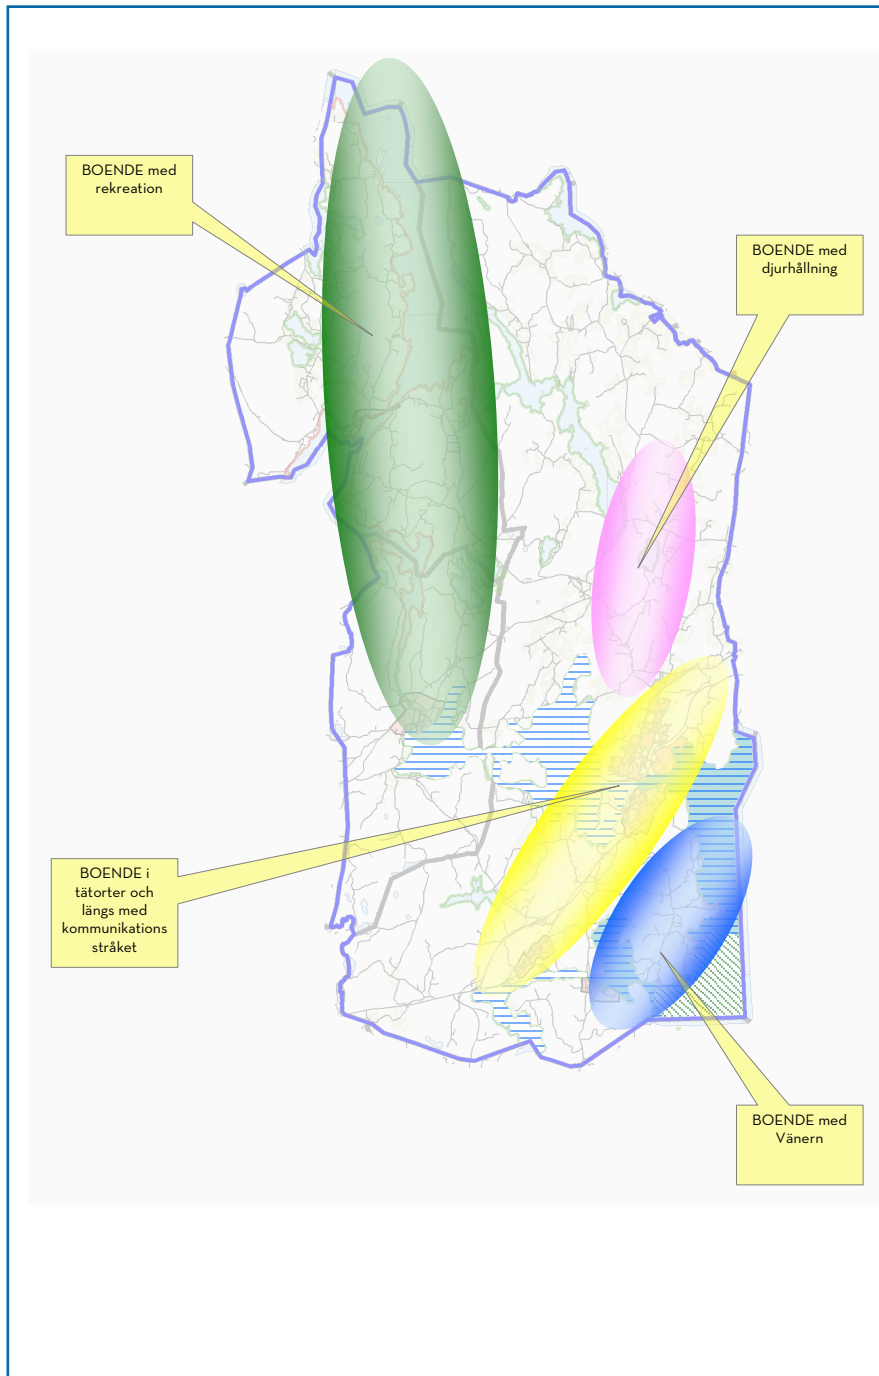 BOENDE med
rekreation
BOENDE med
djurhållning
BOENDE i
tätorter och
längs med
kommunikations
stråket
BOENDE med
Vänern